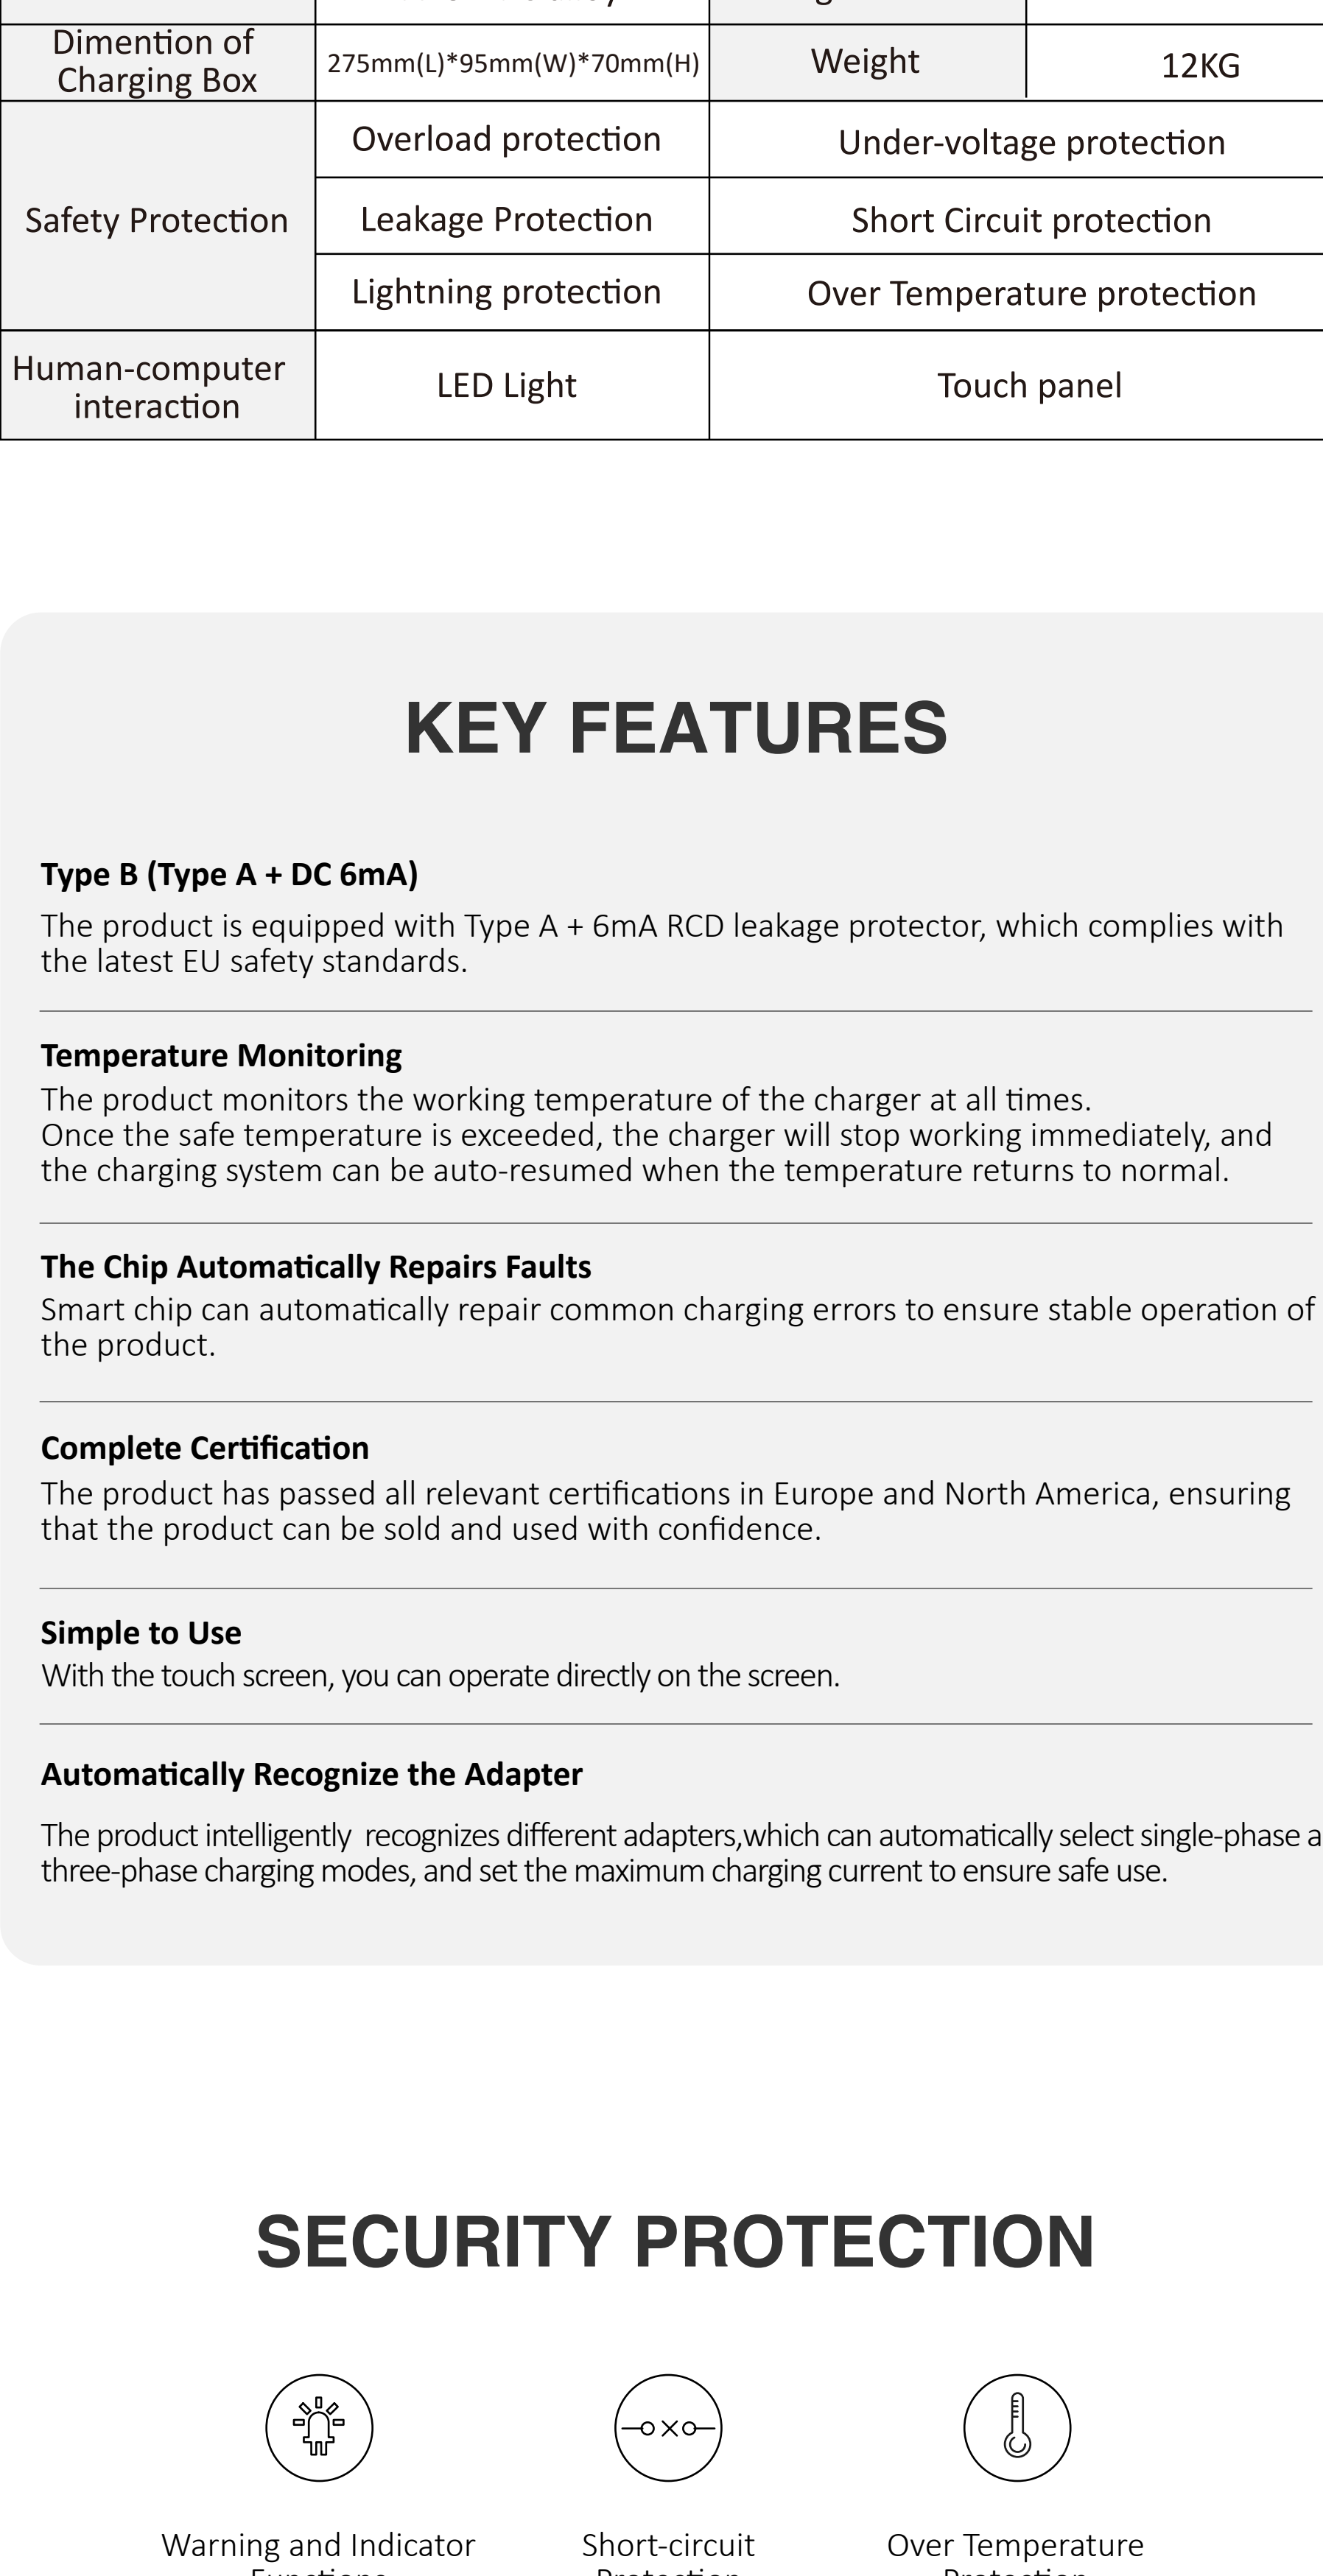 Dimention of
Charging Box
275mm(L)*95mm(W)*70mm(H)
Weight
12KG
Safety Protection
Overload protection
Under-voltage protection
Leakage Protection
Short Circuit protection
Lightning protection
Over Temperature protection
Human-computer
interaction
LED Light
Touch panel
KEY FEATURES
Type B (Type A + DC 6mA)
The product is equipped with Type A + 6mA RCD leakage protector, which complies with
the latest EU safety standards.
Temperature Monitoring
The product monitors the working temperature of the charger at all times.
Once the safe temperature is exceeded, the charger will stop working immediately, and
the charging system can be auto-resumed when the temperature returns to normal.
The Chip Automatically Repairs Faults
Smart chip can automatically repair common charging errors to ensure stable operation of
the product.
Complete Certification
The product has passed all relevant certifications in Europe and North America, ensuring
that the product can be sold and used with confidence.
Simple to Use
With the touch screen, you can operate directly on the screen.
Automatically Recognize the Adapter
The product intelligently recognizes different adapters,which can automatically select single-phase a
three-phase charging modes, and set the maximum charging current to ensure safe use.
SECURITY PROTECTION
Warning and Indicator
Functions
Short-circuit
Protection
Over Temperature
Protection